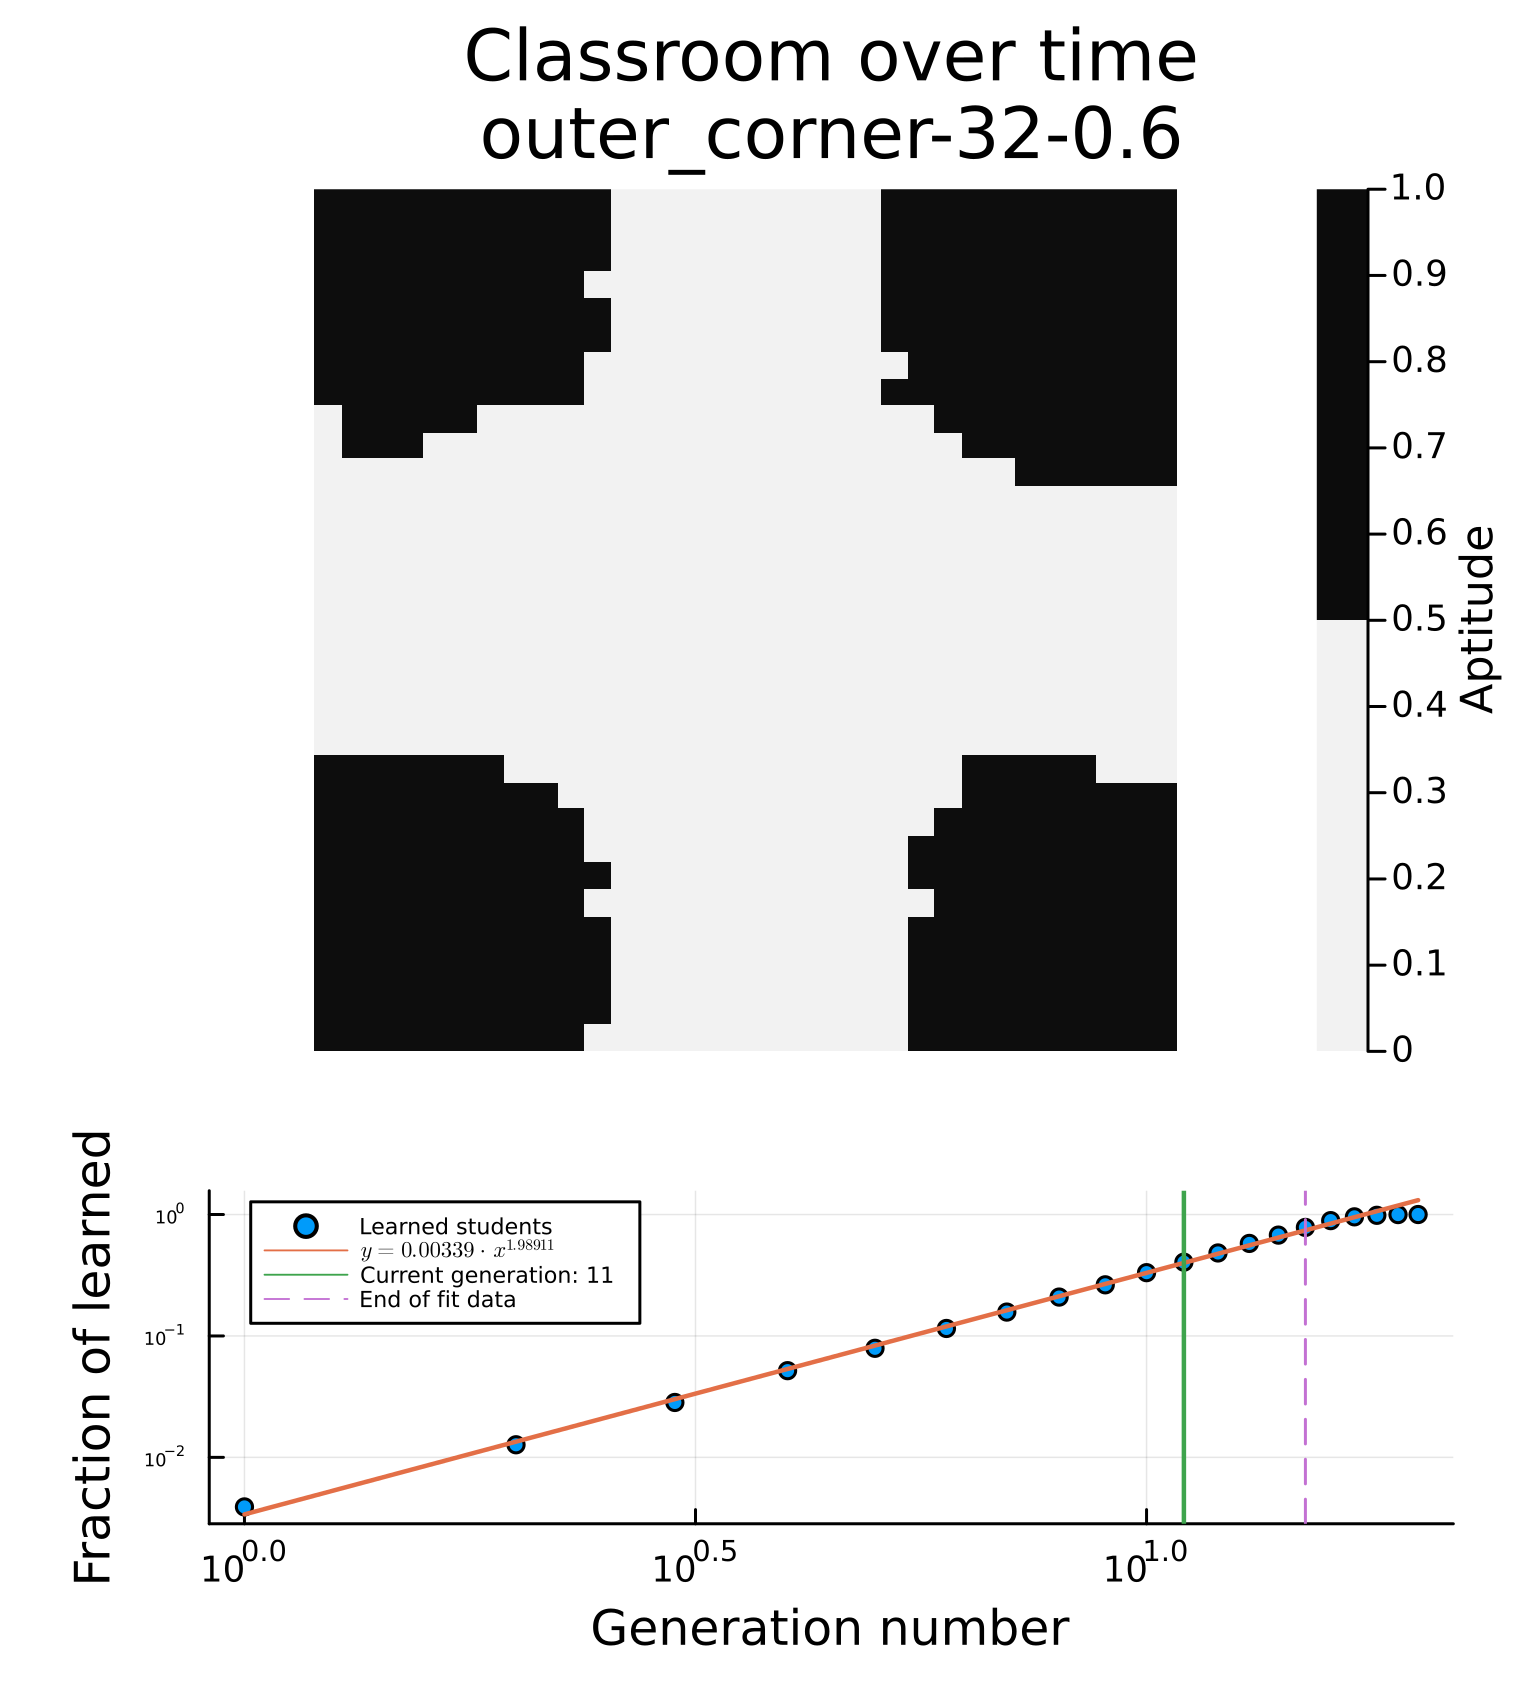 Classroom over time
outer_corner-32-0.6
1.0
0.9
0.8
0.7
0.6
0.5
0.4
0.3
0.2
0.1
0
Aptitude
Fraction of learned
10⁰
10⁻¹
10⁻²
Learned students
y = 0.00339 · x^1.98911
Current generation: 11
End of fit data
10^0.0
10^0.5
10^1.0
Generation number